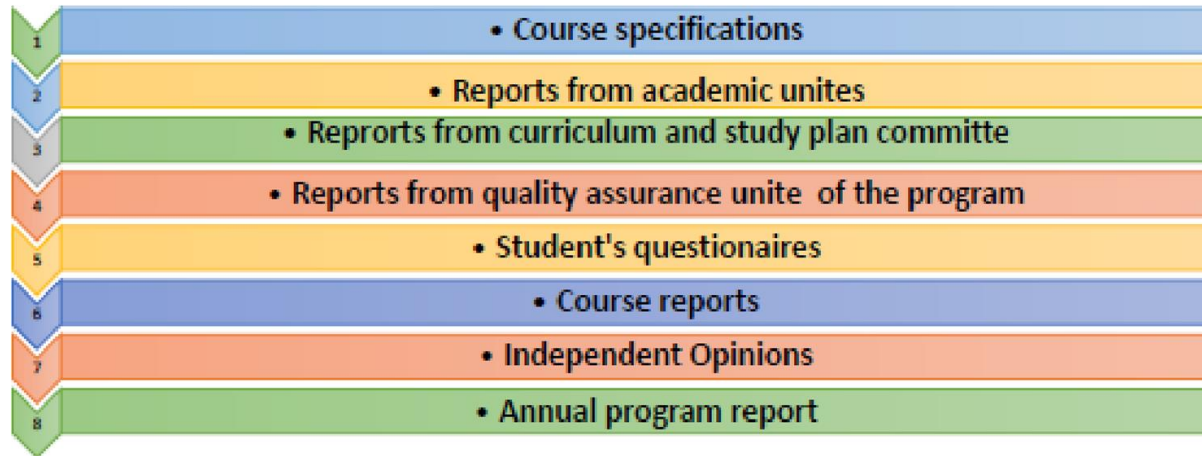 1
• Course specifications
2
• Reports from academic unites
3
• Reprorts from curriculum and study plan committe
4
• Reports from quality assurance unite of the program
5
• Student's questionaires
6
• Course reports
7
• Independent Opinions
8
• Annual program report